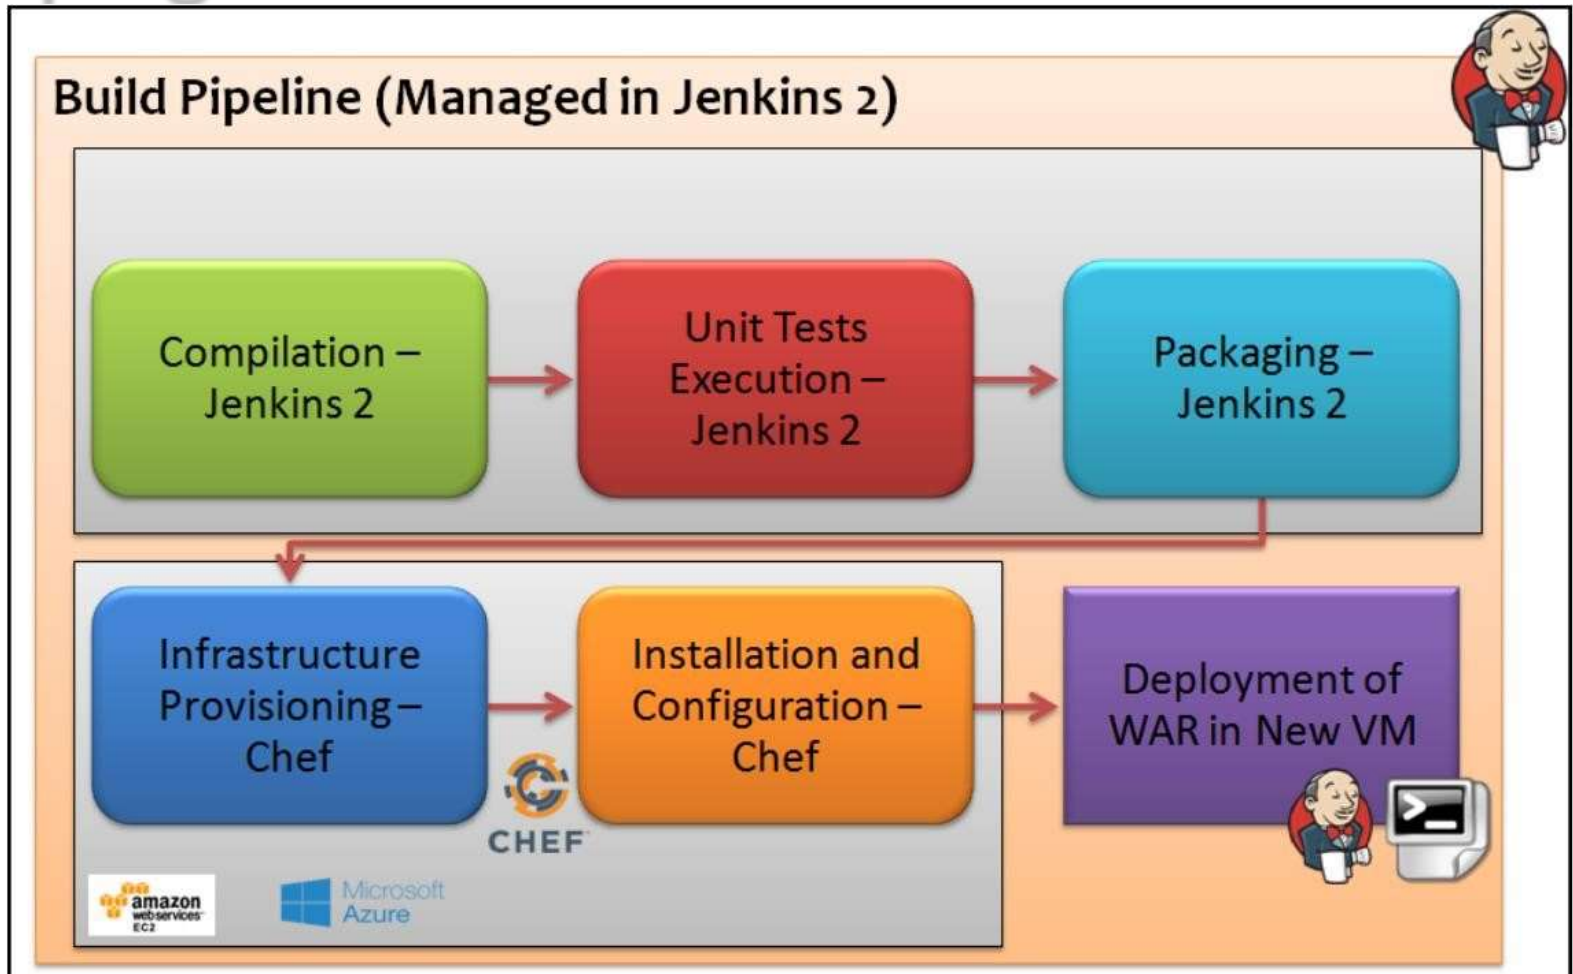 Build Pipeline (Managed in Jenkins 2)
Compilation –
Jenkins 2
Unit Tests
Execution –
Jenkins 2
Packaging –
Jenkins 2
Infrastructure
Provisioning –
Chef
Installation and
Configuration –
Chef
Deployment of
WAR in New VM
CHEF
amazon
webservices™
EC2
Microsoft
Azure
>_